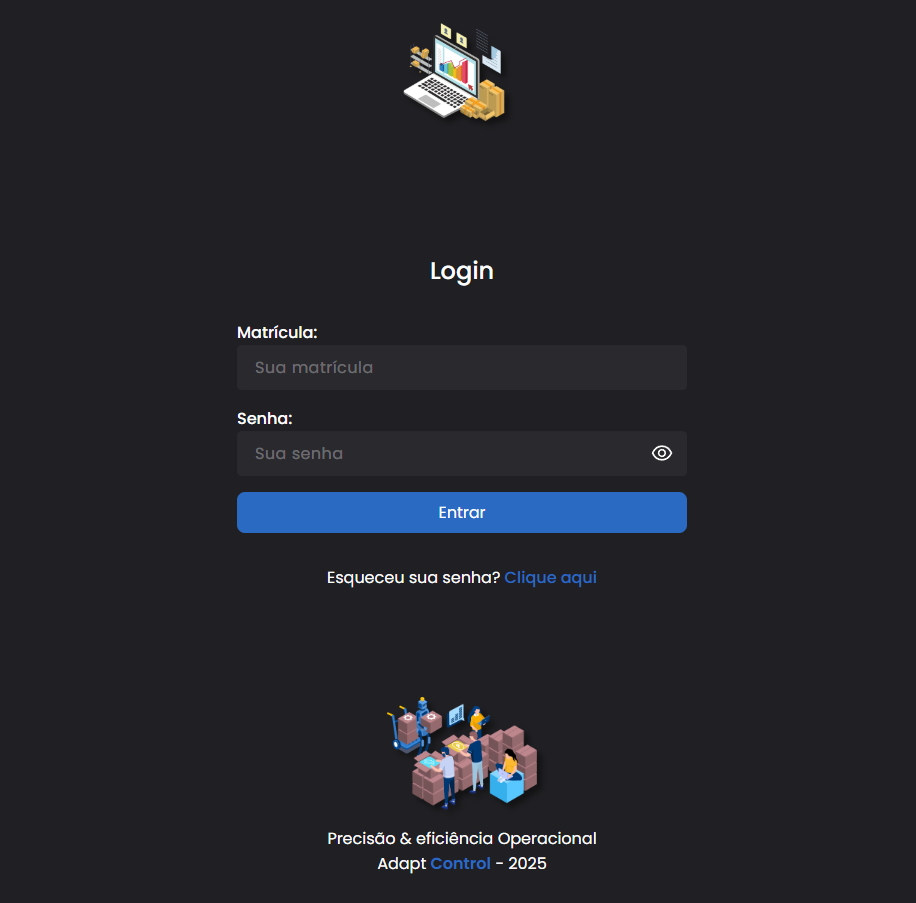 Login
Matrícula:
Sua matrícula
Senha:
Sua senha
Entrar
Esqueceu sua senha? Clique aqui
Precisão & eficiência Operacional
Adapt Control - 2025